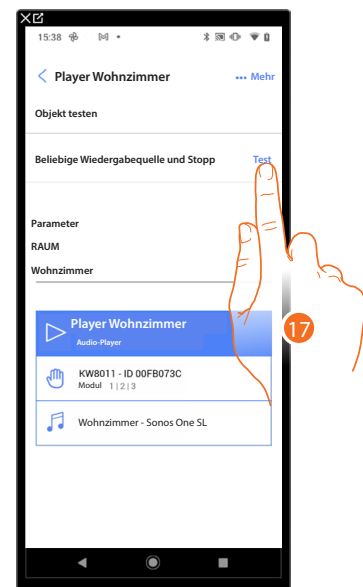 15:38
Player Wohnzimmer
••• Mehr
Objekt testen
Beliebige Wiedergabequelle und Stopp Test
Parameter
RAUM
Wohnzimmer
Player Wohnzimmer
Audio-Player
KW8011 - ID 00FB073C
Modul 1 | 2 | 3
Wohnzimmer - Sonos One SL
17